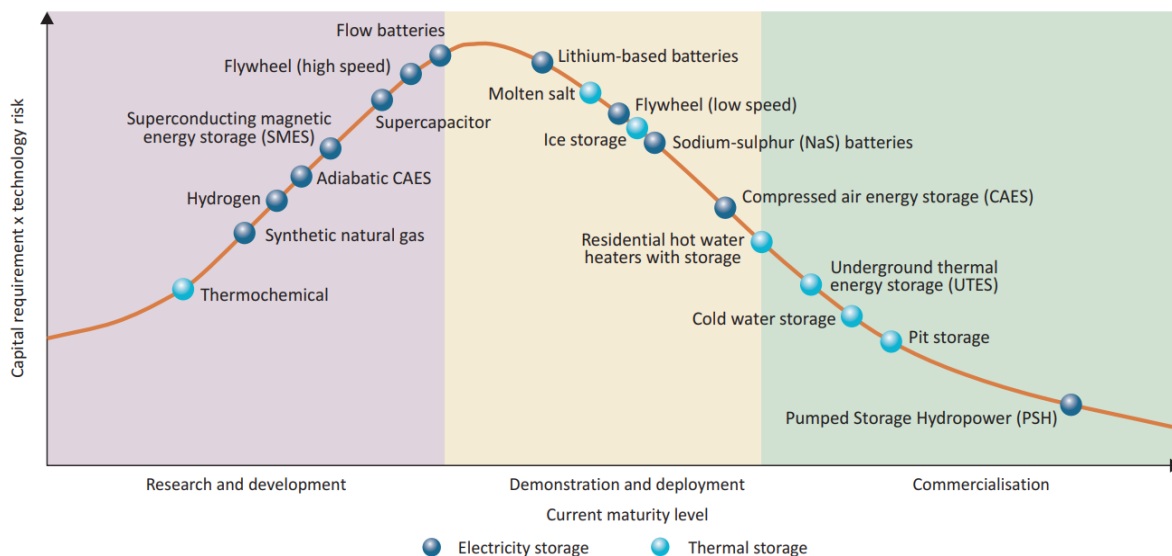 Capital requirement x technology risk
Flow batteries
Flywheel (high speed)
Supercapacitor
Superconducting magnetic
energy storage (SMES)
Adiabatic CAES
Hydrogen
Synthetic natural gas
Thermochemical
Lithium-based batteries
Molten salt
Flywheel (low speed)
Ice storage
Sodium-sulphur (NaS) batteries
Compressed air energy storage (CAES)
Residential hot water
heaters with storage
Underground thermal
energy storage (UTES)
Cold water storage
Pit storage
Pumped Storage Hydropower (PSH)
Research and development
Demonstration and deployment
Commercialisation
Current maturity level
Electricity storage
Thermal storage